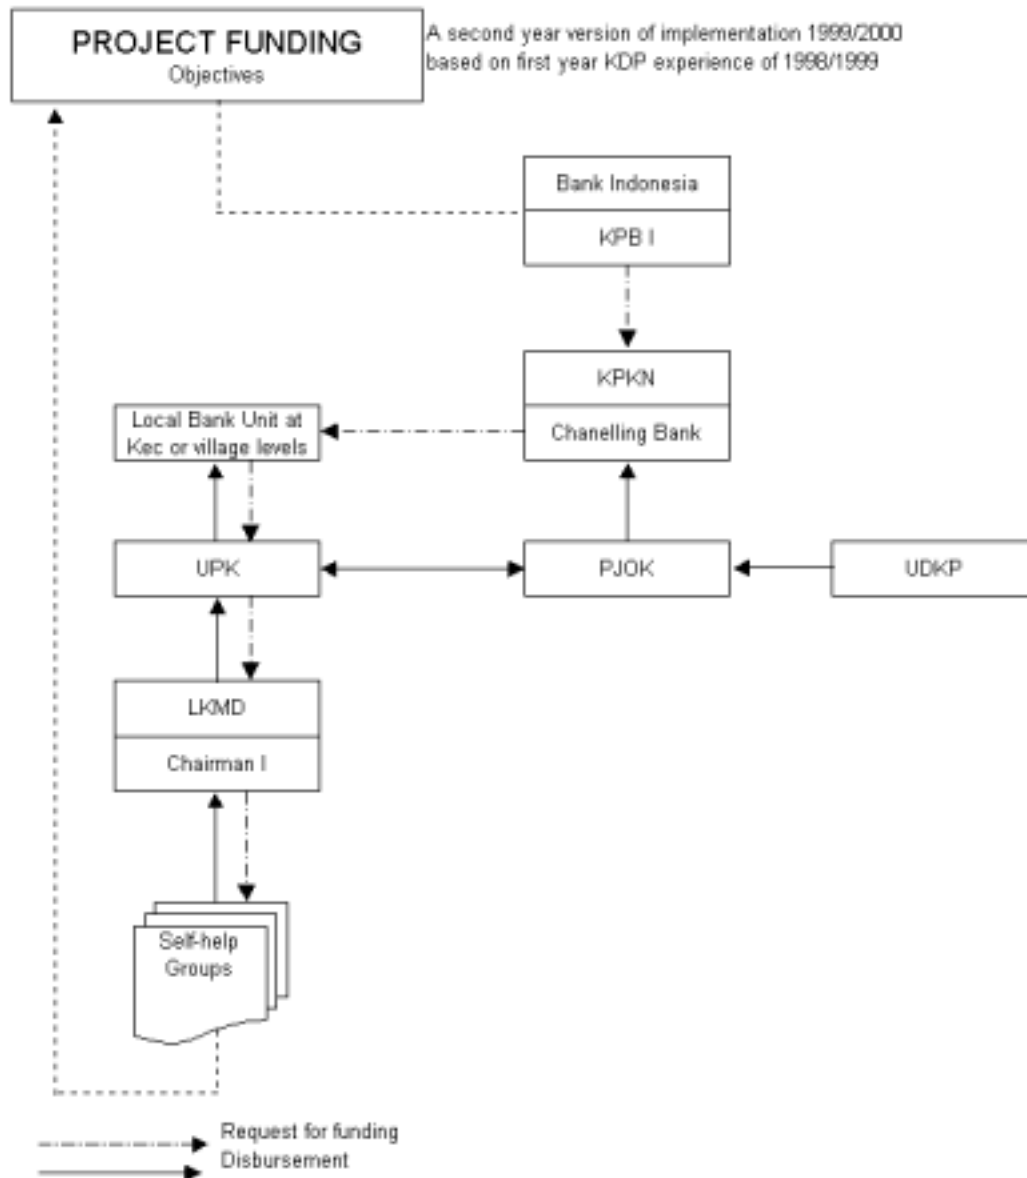 PROJECT FUNDING
Objectives
A second year version of implementation 1999/2000
based on first year KDP experience of 1998/1999
Bank Indonesia
KPB I
KPKN
Chanelling Bank
Local Bank Unit at
Kec or village levels
UPK
PJOK
UDKP
LKMD
Chairman I
Self-help
Groups
Request for funding
Disbursement